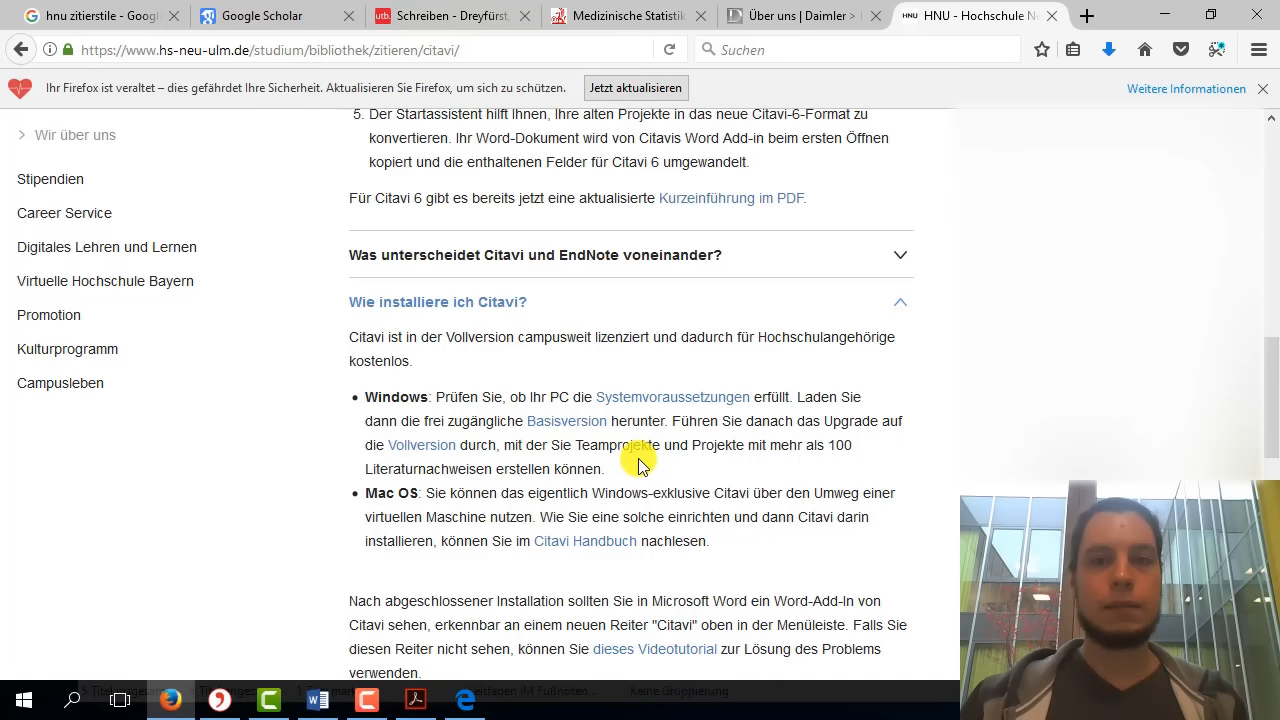 hnu zitierstile - Googl
Google Scholar
Schreiben - Dreyfürst,
Medizinische Statistik
Über uns | Daimler >
HNU - Hochschule Ne
https://www.hs-neu-ulm.de/studium/bibliothek/zitieren/citavi/
Suchen
Ihr Firefox ist veraltet – dies gefährdet Ihre Sicherheit. Aktualisieren Sie Firefox, um sich zu schützen.
Jetzt aktualisieren
Weitere Informationen
Wir über uns
Stipendien
Career Service
Digitales Lehren und Lernen
Virtuelle Hochschule Bayern
Promotion
Kulturprogramm
Campusleben
5. Der Startassistent hilft Ihnen, Ihre alten Projekte in das neue Citavi-6-Format zu
konvertieren. Ihr Word-Dokument wird von Citavis Word Add-in beim ersten Öffnen
kopiert und die enthaltenen Felder für Citavi 6 umgewandelt.
Für Citavi 6 gibt es bereits jetzt eine aktualisierte Kurzeinführung im PDF.
Was unterscheidet Citavi und EndNote voneinander?
Wie installiere ich Citavi?
Citavi ist in der Vollversion campusweit lizenziert und dadurch für Hochschulangehörige
kostenlos.
• Windows: Prüfen Sie, ob Ihr PC die Systemvoraussetzungen erfüllt. Laden Sie
dann die frei zugängliche Basisversion herunter. Führen Sie danach das Upgrade auf
die Vollversion durch, mit der Sie Teamprojekte und Projekte mit mehr als 100
Literaturnachweisen erstellen können.
• Mac OS: Sie können das eigentlich Windows-exklusive Citavi über den Umweg einer
virtuellen Maschine nutzen. Wie Sie eine solche einrichten und dann Citavi darin
installieren, können Sie im Citavi Handbuch nachlesen.
Nach abgeschlossener Installation sollten Sie in Microsoft Word ein Word-Add-In von
Citavi sehen, erkennbar an einem neuen Reiter "Citavi" oben in der Menüleiste. Falls Sie
diesen Reiter nicht sehen, können Sie dieses Videotutorial zur Lösung des Problems
verwenden.
Keine Gruppierung